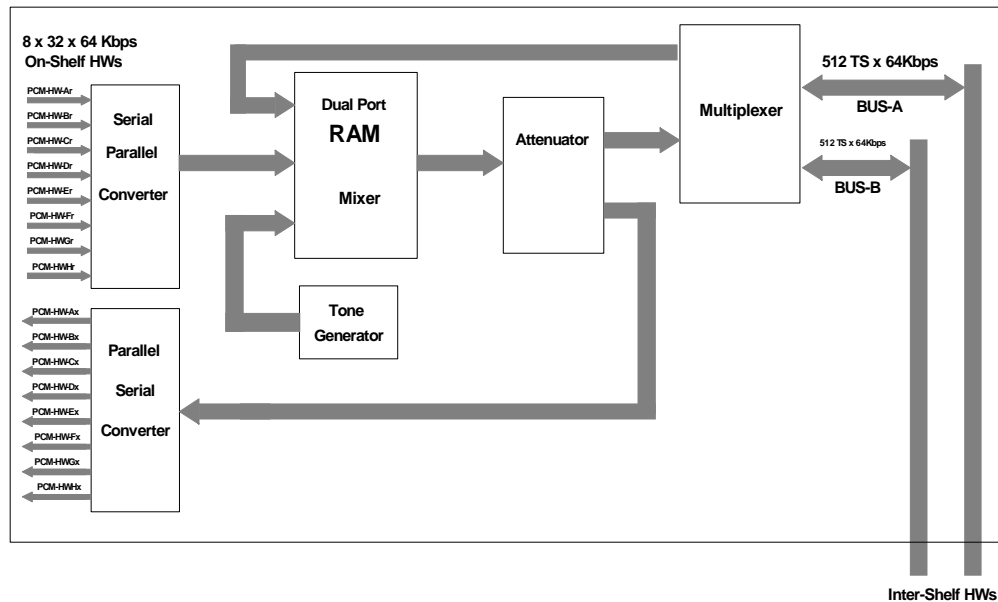 8 x 32 x 64 Kbps
On-Shelf HWs
PCM-HW-Ar
PCM-HW-Br
PCM-HW-Cr
PCM-HW-Dr
PCM-HW-Er
PCM-HW-Fr
PCM-HWGr
PCM-HWHr
Serial
Parallel
Converter
Dual Port
RAM
Mixer
Attenuator
Multiplexer
512 TS x 64Kbps
BUS-A
512 TS x 64Kbps
BUS-B
Tone
Generator
PCM-HW-Ax
PCM-HW-Bx
PCM-HW-Cx
PCM-HW-Dx
PCM-HW-Ex
PCM-HW-Fx
PCM-HWGx
PCM-HWHx
Parallel
Serial
Converter
Inter-Shelf HWs